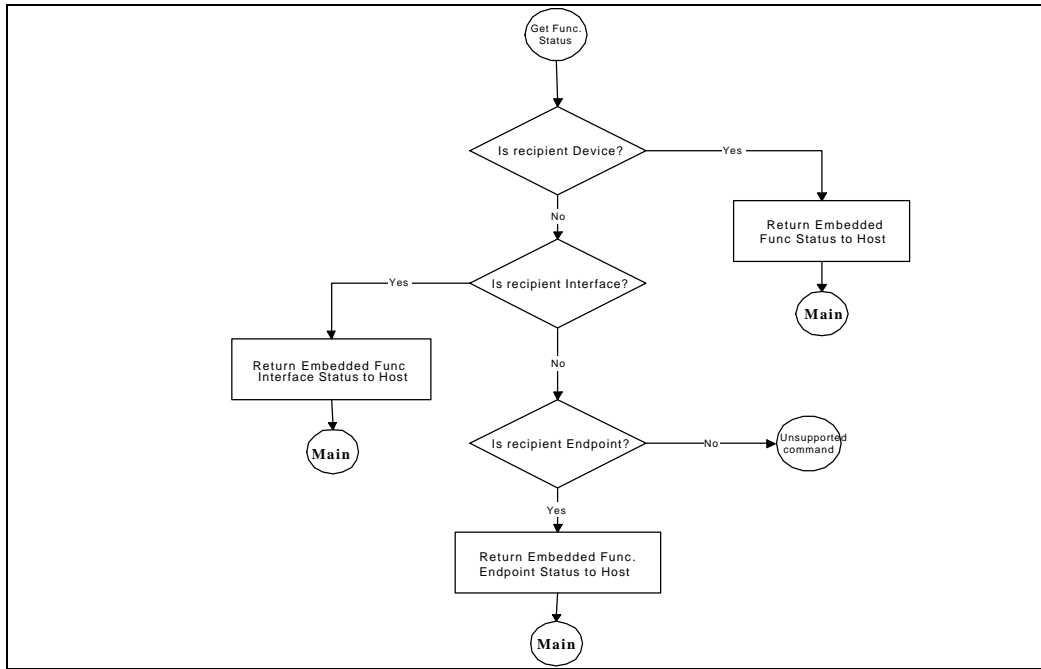 Get Func.
Status
Is recipient Device?
Yes
No
Return Embedded
Func Status to Host
Main
Is recipient Interface?
Yes
No
Return Embedded Func
Interface Status to Host
Main
Is recipient Endpoint?
No
Unsupported
command
Yes
Return Embedded Func.
Endpoint Status to Host
Main